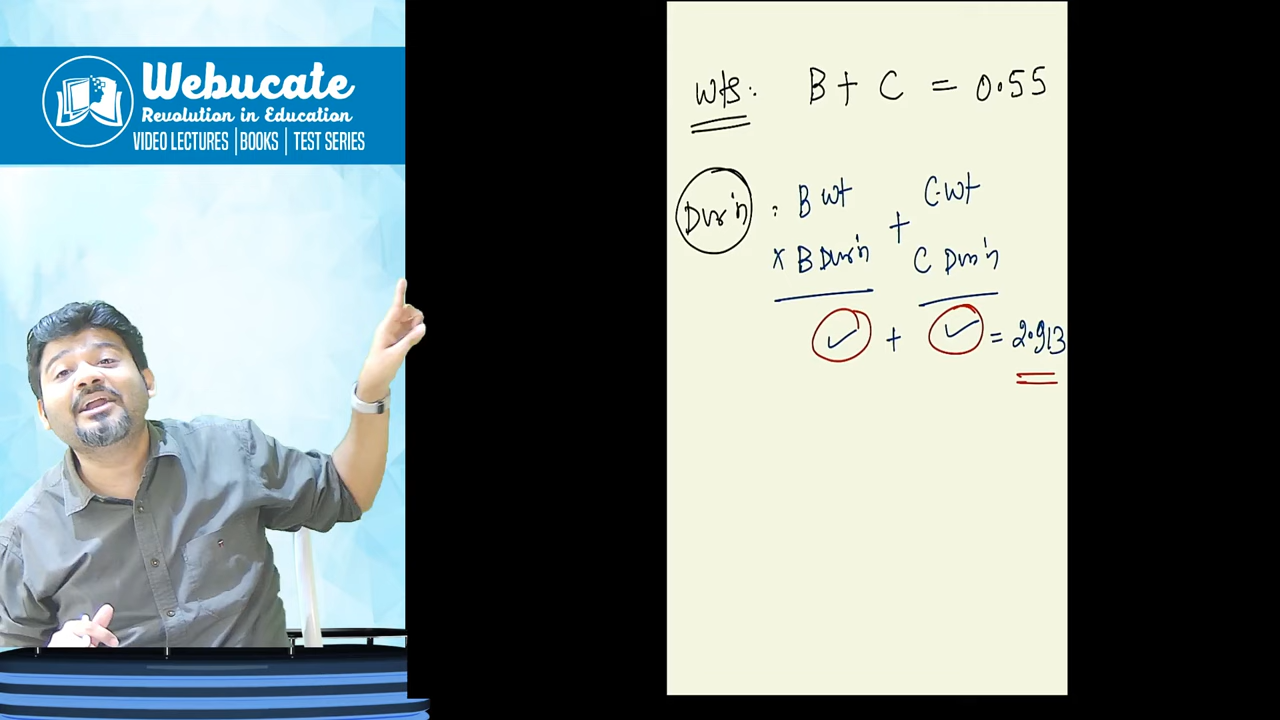 Webucate
Revolution in Education
VIDEO LECTURES | BOOKS | TEST SERIES
Wts: B + C = 0.55
Dur'n : B Wt + C Wt
x B Dur'n C Dur'n
✓ + ✓ = 2.913